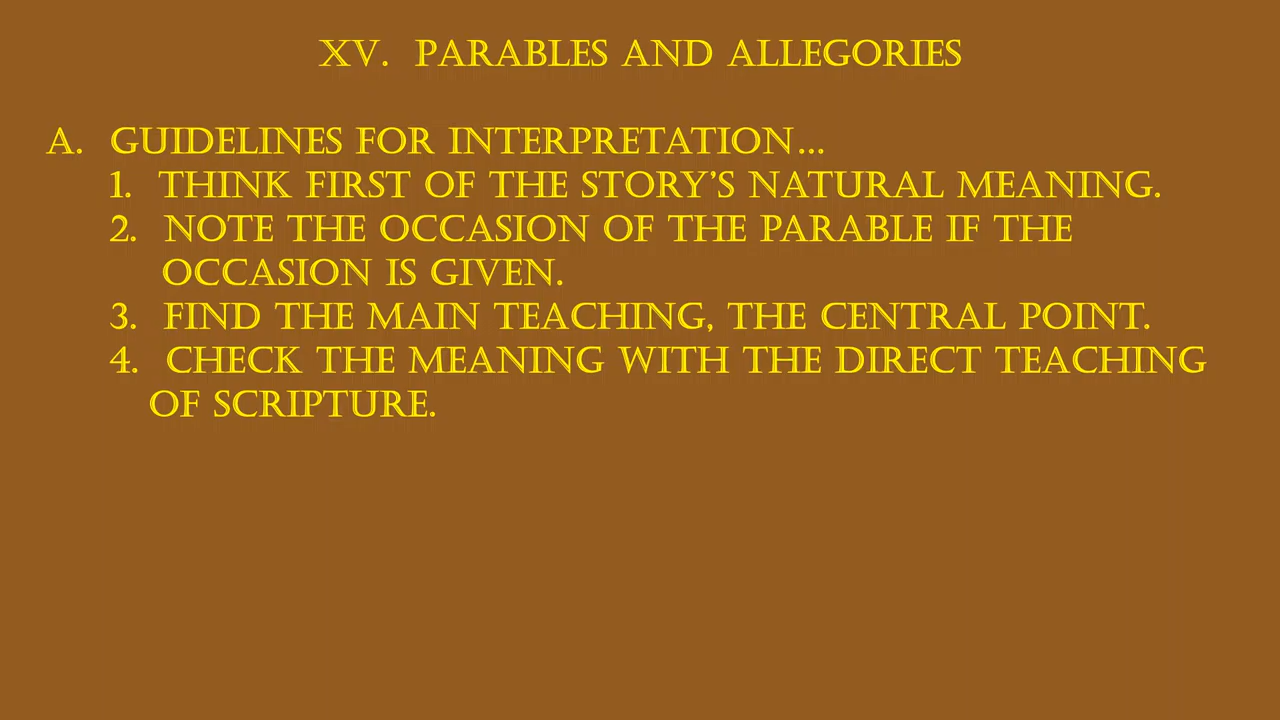 XV. PARABLES AND ALLEGORIES
A. GUIDELINES FOR INTERPRETATION...
1. THINK FIRST OF THE STORY'S NATURAL MEANING.
2. NOTE THE OCCASION OF THE PARABLE IF THE
OCCASION IS GIVEN.
3. FIND THE MAIN TEACHING, THE CENTRAL POINT.
4. CHECK THE MEANING WITH THE DIRECT TEACHING
OF SCRIPTURE.